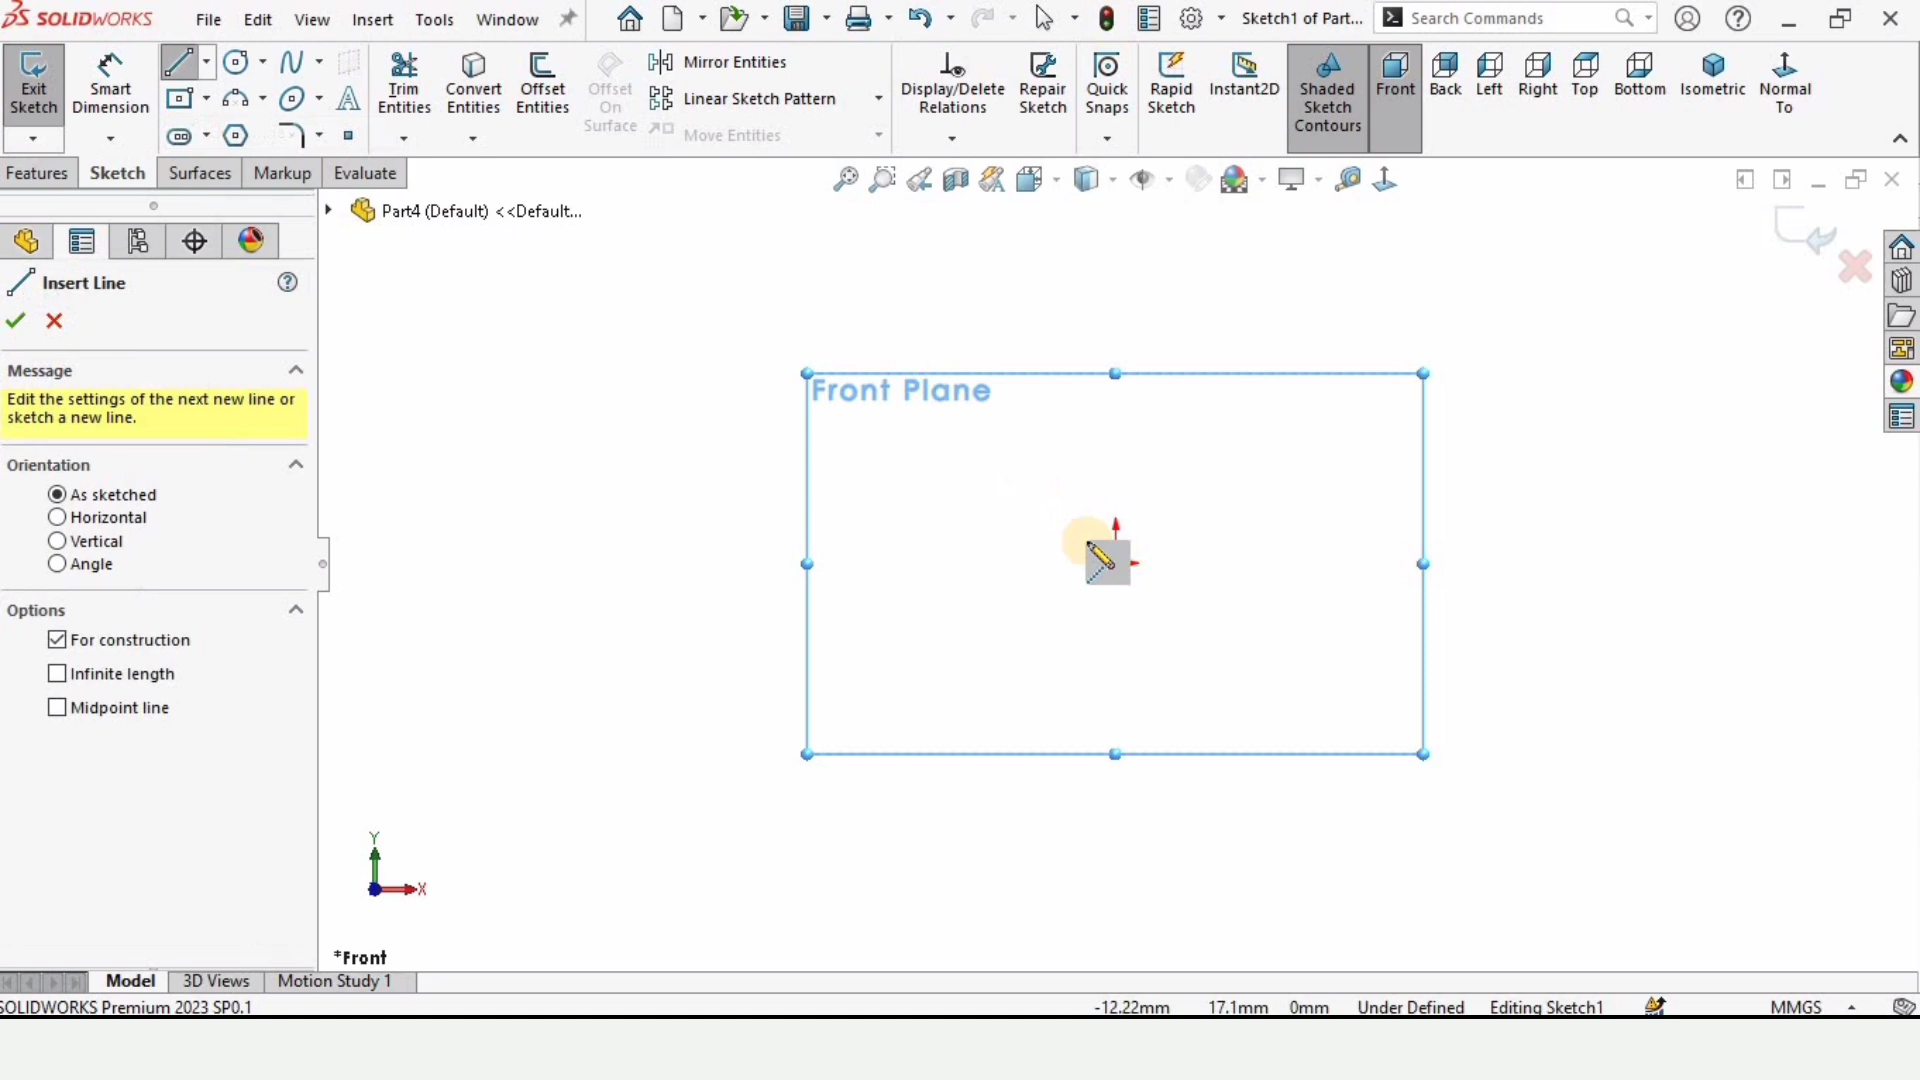 SOLIDWORKS File Edit View Insert Tools Window Sketch1 of Part... Search Commands
Exit Sketch
Smart Dimension
Trim Entities
Convert Entities
Offset Entities
Offset On Surface
Mirror Entities
Linear Sketch Pattern
Move Entities
Display/Delete Relations
Repair Sketch
Quick Snaps
Rapid Sketch
Instant2D
Shaded Sketch Contours
Front
Back
Left
Right
Top
Bottom
Isometric
Normal To
Features Sketch Surfaces Markup Evaluate
Part4 (Default) <<Default...
Insert Line
Message
Edit the settings of the next new line or
sketch a new line.
Orientation
As sketched
Horizontal
Vertical
Angle
Options
For construction
Infinite length
Midpoint line
Front Plane
Y
X
*Front
Model 3D Views Motion Study 1
SOLIDWORKS Premium 2023 SP0.1 -12.22mm 17.1mm 0mm Under Defined Editing Sketch1 MMGS